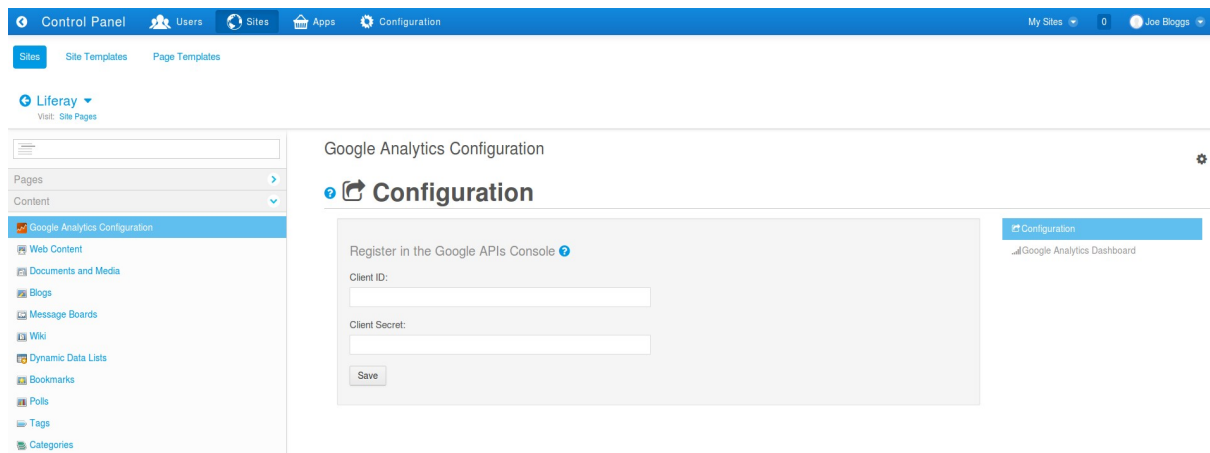 Control Panel Users Sites Apps Configuration My Sites 0 Joe Bloggs
Sites Site Templates Page Templates
Liferay
Visit: Site Pages
Google Analytics Configuration
Pages
Content
Configuration
Google Analytics Configuration
Web Content
Documents and Media
Blogs
Message Boards
Wiki
Dynamic Data Lists
Bookmarks
Polls
Tags
Categories
Register in the Google APIs Console
Client ID:
Client Secret:
Save
Configuration
Google Analytics Dashboard